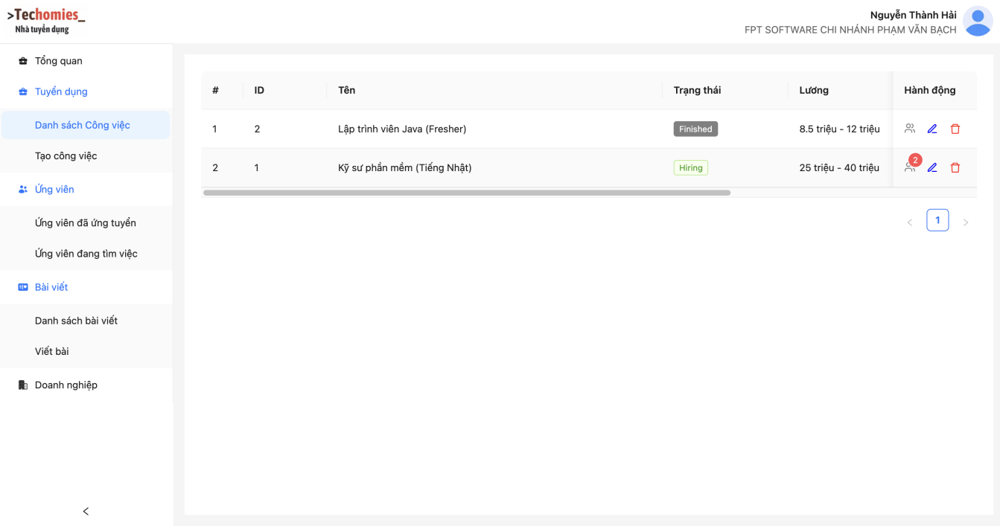 >Techomies_
Nhà tuyển dụng
Nguyễn Thành Hải
FPT SOFTWARE CHI NHÁNH PHẠM VĂN BẠCH
Tổng quan
Tuyển dụng
Danh sách Công việc
Tạo công việc
Ứng viên
Ứng viên đã ứng tuyển
Ứng viên đang tìm việc
Bài viết
Danh sách bài viết
Viết bài
Doanh nghiệp
# ID Tên Trạng thái Lương Hành động
1 2 Lập trình viên Java (Fresher) Finished 8.5 triệu - 12 triệu
2 1 Kỹ sư phần mềm (Tiếng Nhật) Hiring 25 triệu - 40 triệu 2
< 1 >
<